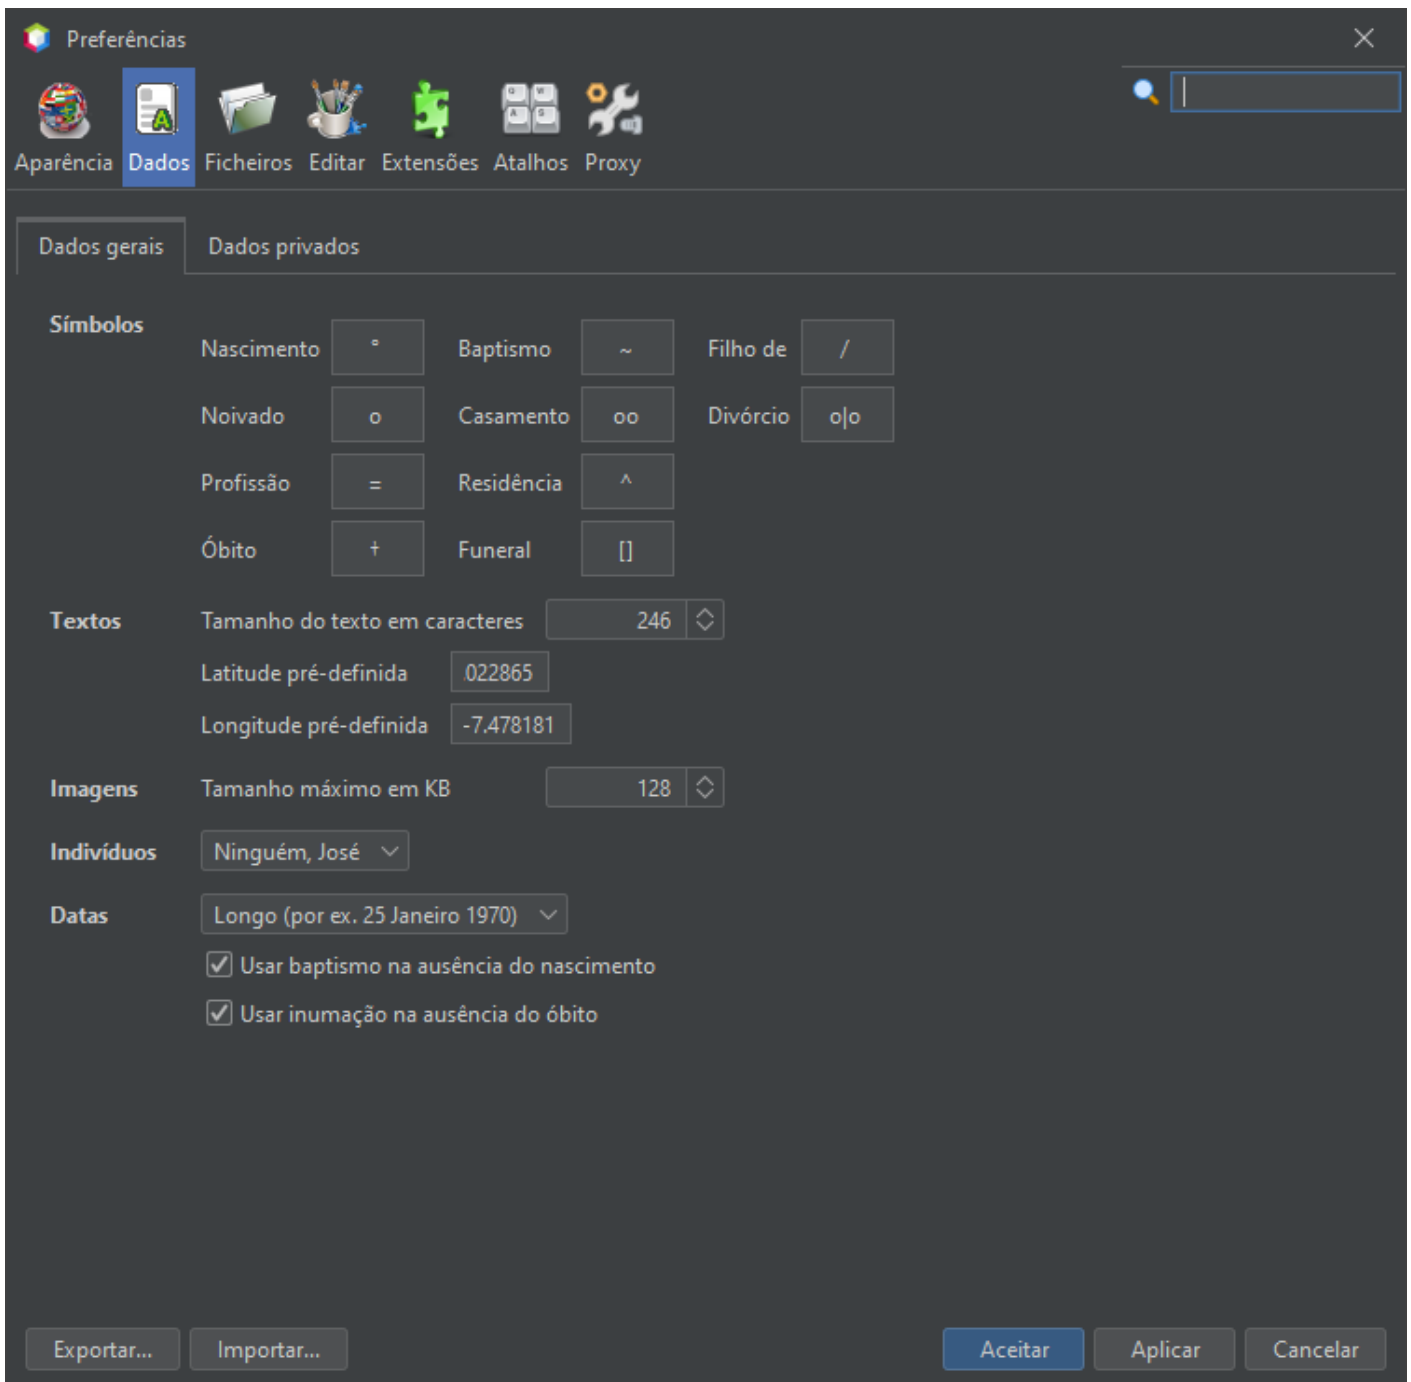 Preferências
Aparência Dados Ficheiros Editar Extensões Atalhos Proxy
Dados gerais Dados privados
Símbolos
Nascimento ° Baptismo ~ Filho de /
Noivado o Casamento oo Divórcio o|o
Profissão = Residência ^
Óbito † Funeral []
Textos Tamanho do texto em caracteres 246
Latitude pré-definida .022865
Longitude pré-definida -7.478181
Imagens Tamanho máximo em KB 128
Indivíduos Ninguém, José
Datas Longo (por ex. 25 Janeiro 1970)
Usar baptismo na ausência do nascimento
Usar inumação na ausência do óbito
Exportar... Importar... Aceitar Aplicar Cancelar